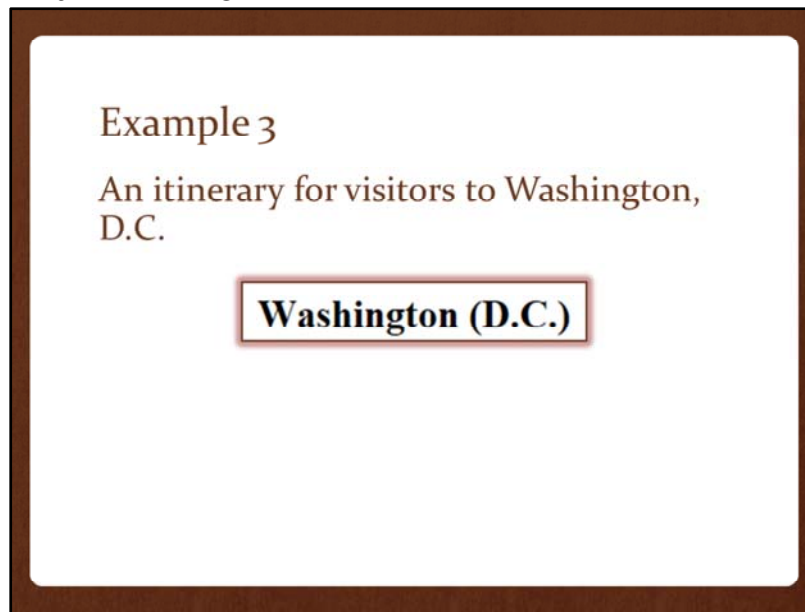 Example 3
An itinerary for visitors to Washington,
D.C.
Washington (D.C.)